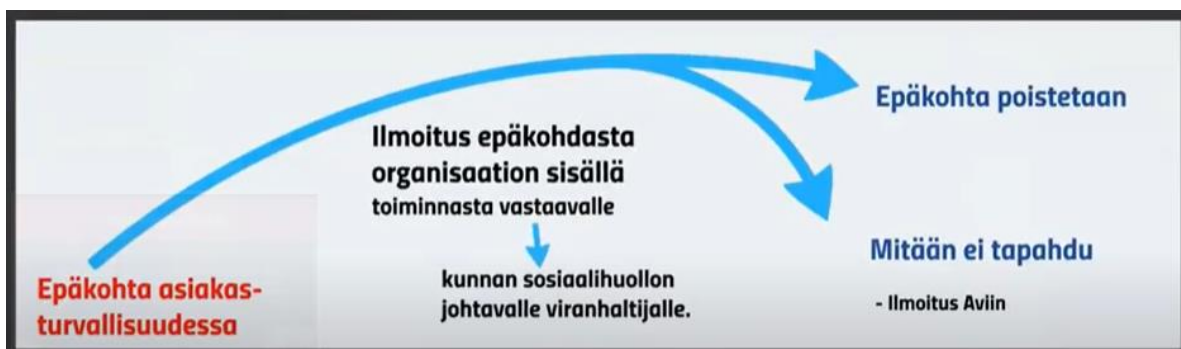 Epäkohta asiakas-
turvallisuudessa
Ilmoitus epäkohdasta
organisaation sisällä
toiminnasta vastaavalle
kunnan sosiaalihuollon
johtavalle viranhaltijalle.
Epäkohta poistetaan
Mitään ei tapahdu
- Ilmoitus Aviin